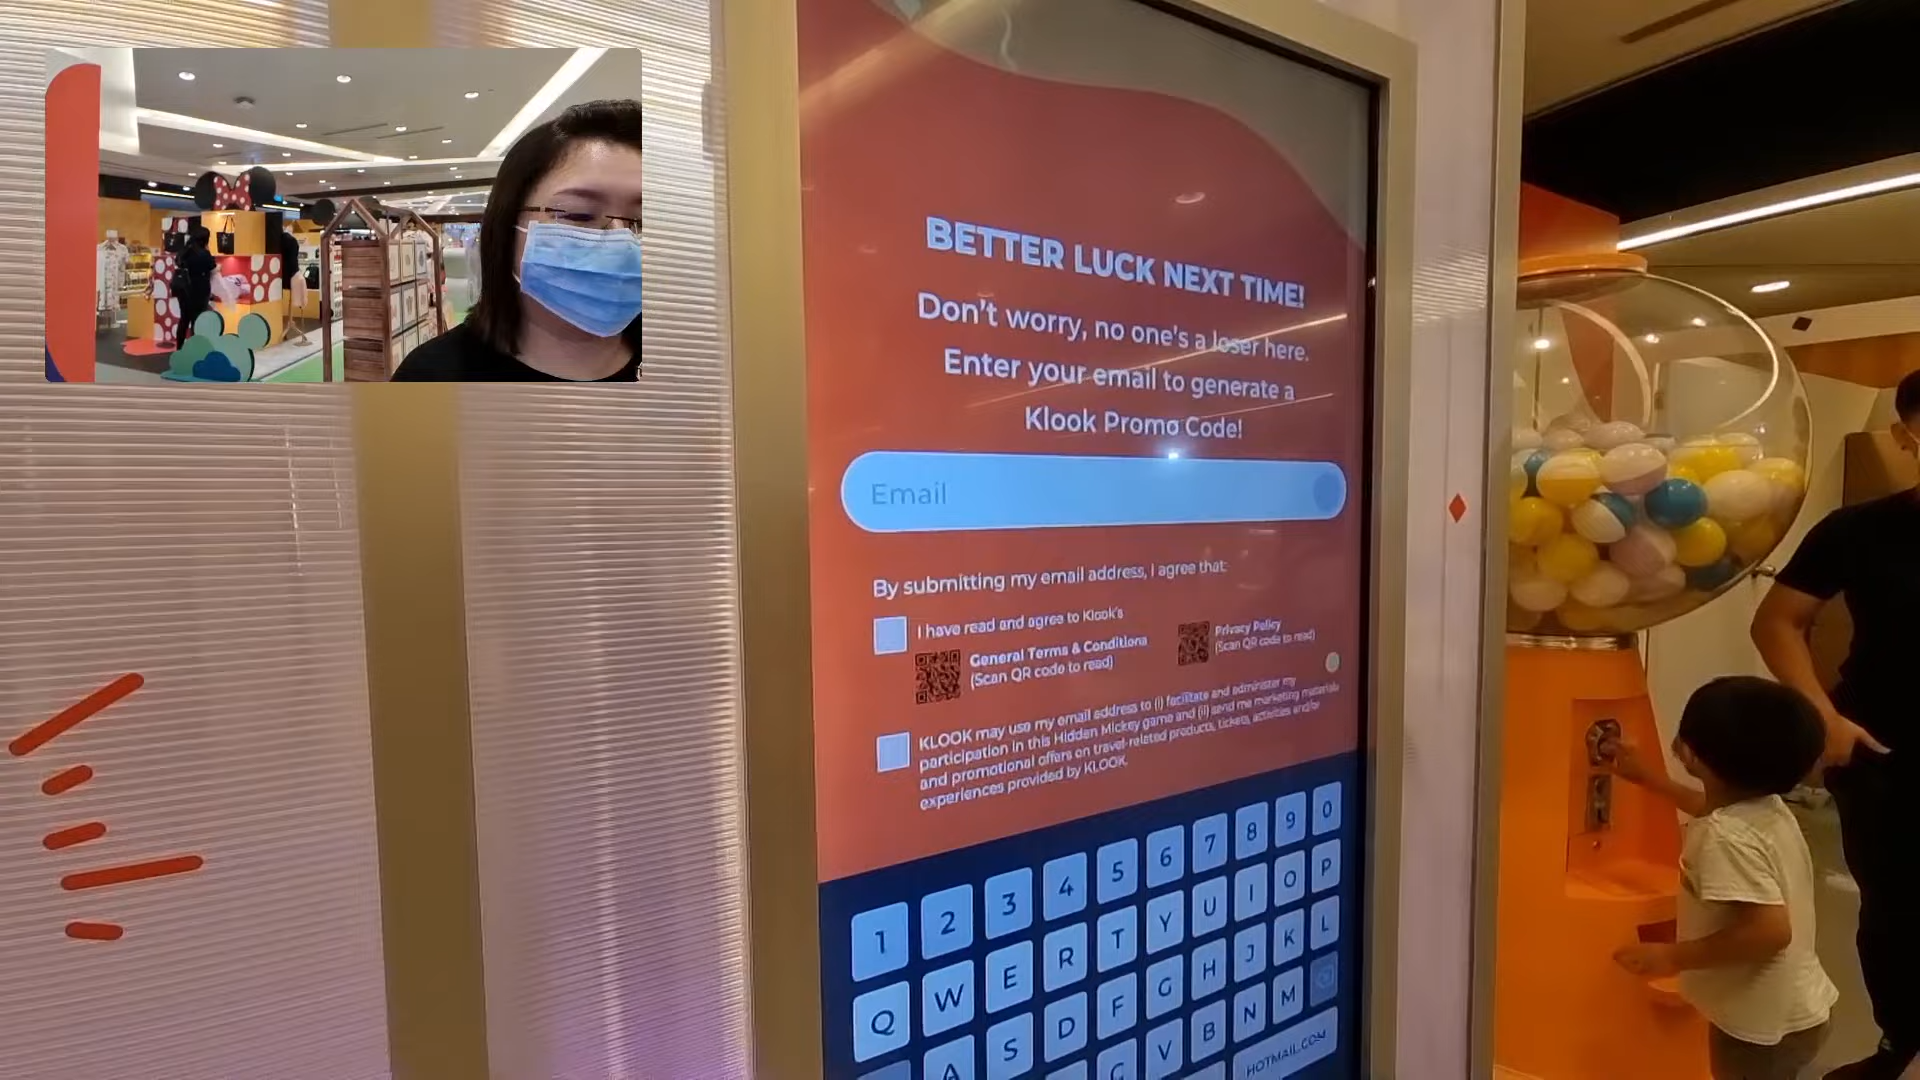 BETTER LUCK NEXT TIME!
Don't worry, no one's a loser here.
Enter your email to generate a
Klook Promo Code!
Email
By submitting my email address, I agree that:
I have read and agree to Klook's
General Terms & Conditions
(Scan QR code to read)
Privacy Policy
(Scan QR code to read)
KLOOK may use my email address to (i) facilitate and administer my
participation in this Hidden Mickey game and (ii) send me marketing materials
and promotional offers on travel-related products, tickets, activities and/or
experiences provided by KLOOK.
1 2 3 4 5 6 7 8 9 0
Q W E R T Y U I O P
A S D F G H J K L
C V B N M
HOTMAIL.COM